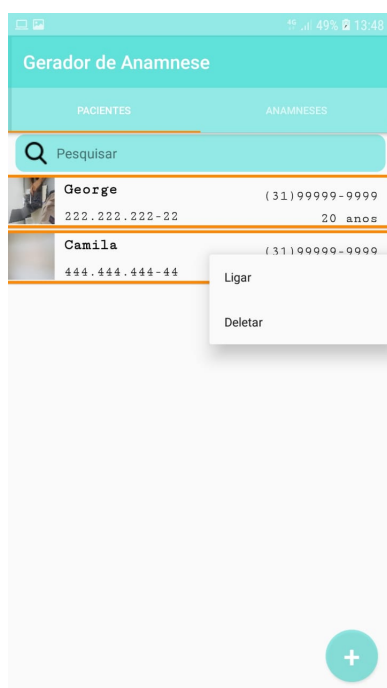 4G 49% 13:48
Gerador de Anamnese
PACIENTES ANAMNESES
Pesquisar
George (31)99999-9999
222.222.222-22 20 anos
Camila (31)99999-9999
444.444.444-44
Ligar
Deletar
+